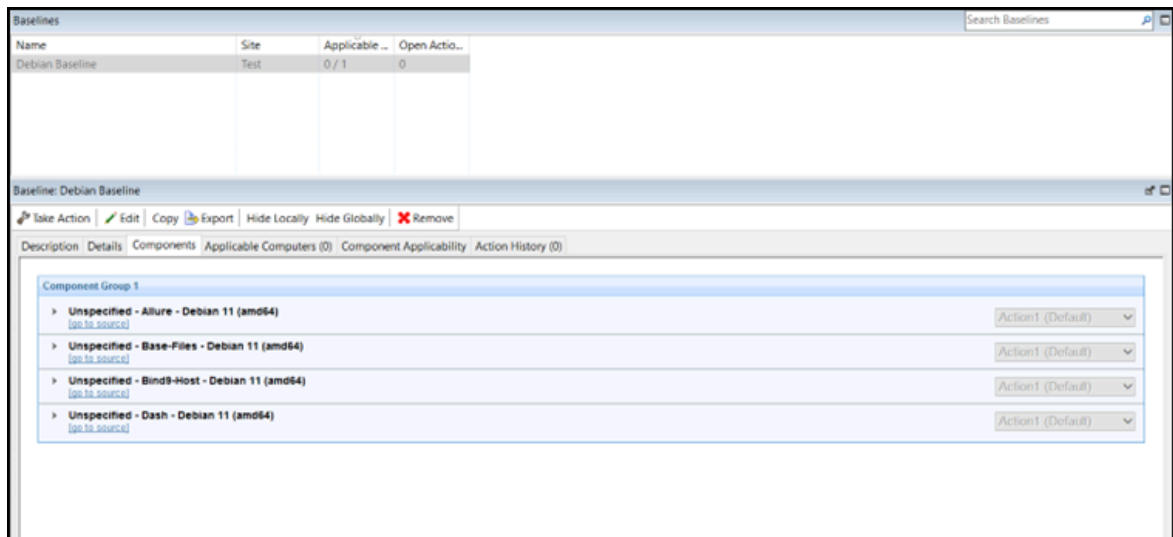 Baselines
Search Baselines
Name Site Applicable ... Open Actio...
Debian Baseline Test 0 / 1 0
Baseline: Debian Baseline
Take Action Edit Copy Export Hide Locally Hide Globally Remove
Description Details Components Applicable Computers (0) Component Applicability Action History (0)
Component Group 1
Unspecified - Allure - Debian 11 (amd64)
[go to source]
Action1 (Default)
Unspecified - Base-Files - Debian 11 (amd64)
[go to source]
Action1 (Default)
Unspecified - Bind9-Host - Debian 11 (amd64)
[go to source]
Action1 (Default)
Unspecified - Dash - Debian 11 (amd64)
[go to source]
Action1 (Default)